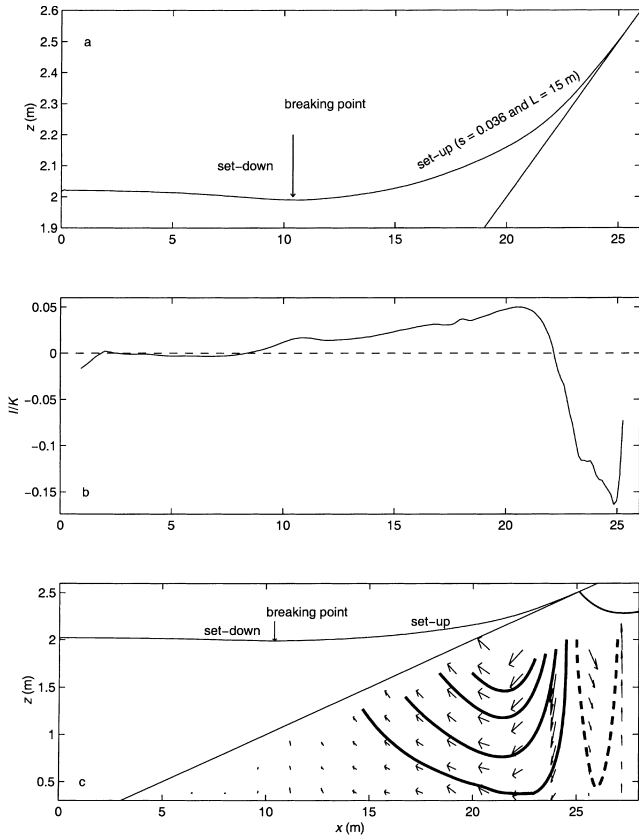 2.6
2.5
2.4
2.3
2.2
2.1
2
1.9
z (m)
a
breaking point
set-down
set-up (s = 0.036 and L = 15 m)
0 5 10 15 20 25
0.05
0
-0.05
-0.1
-0.15
I/K
b
0 5 10 15 20 25
2.5
2
1.5
1
0.5
z (m)
breaking point
set-down
set-up
c
0 5 10 15 20 25
x (m)